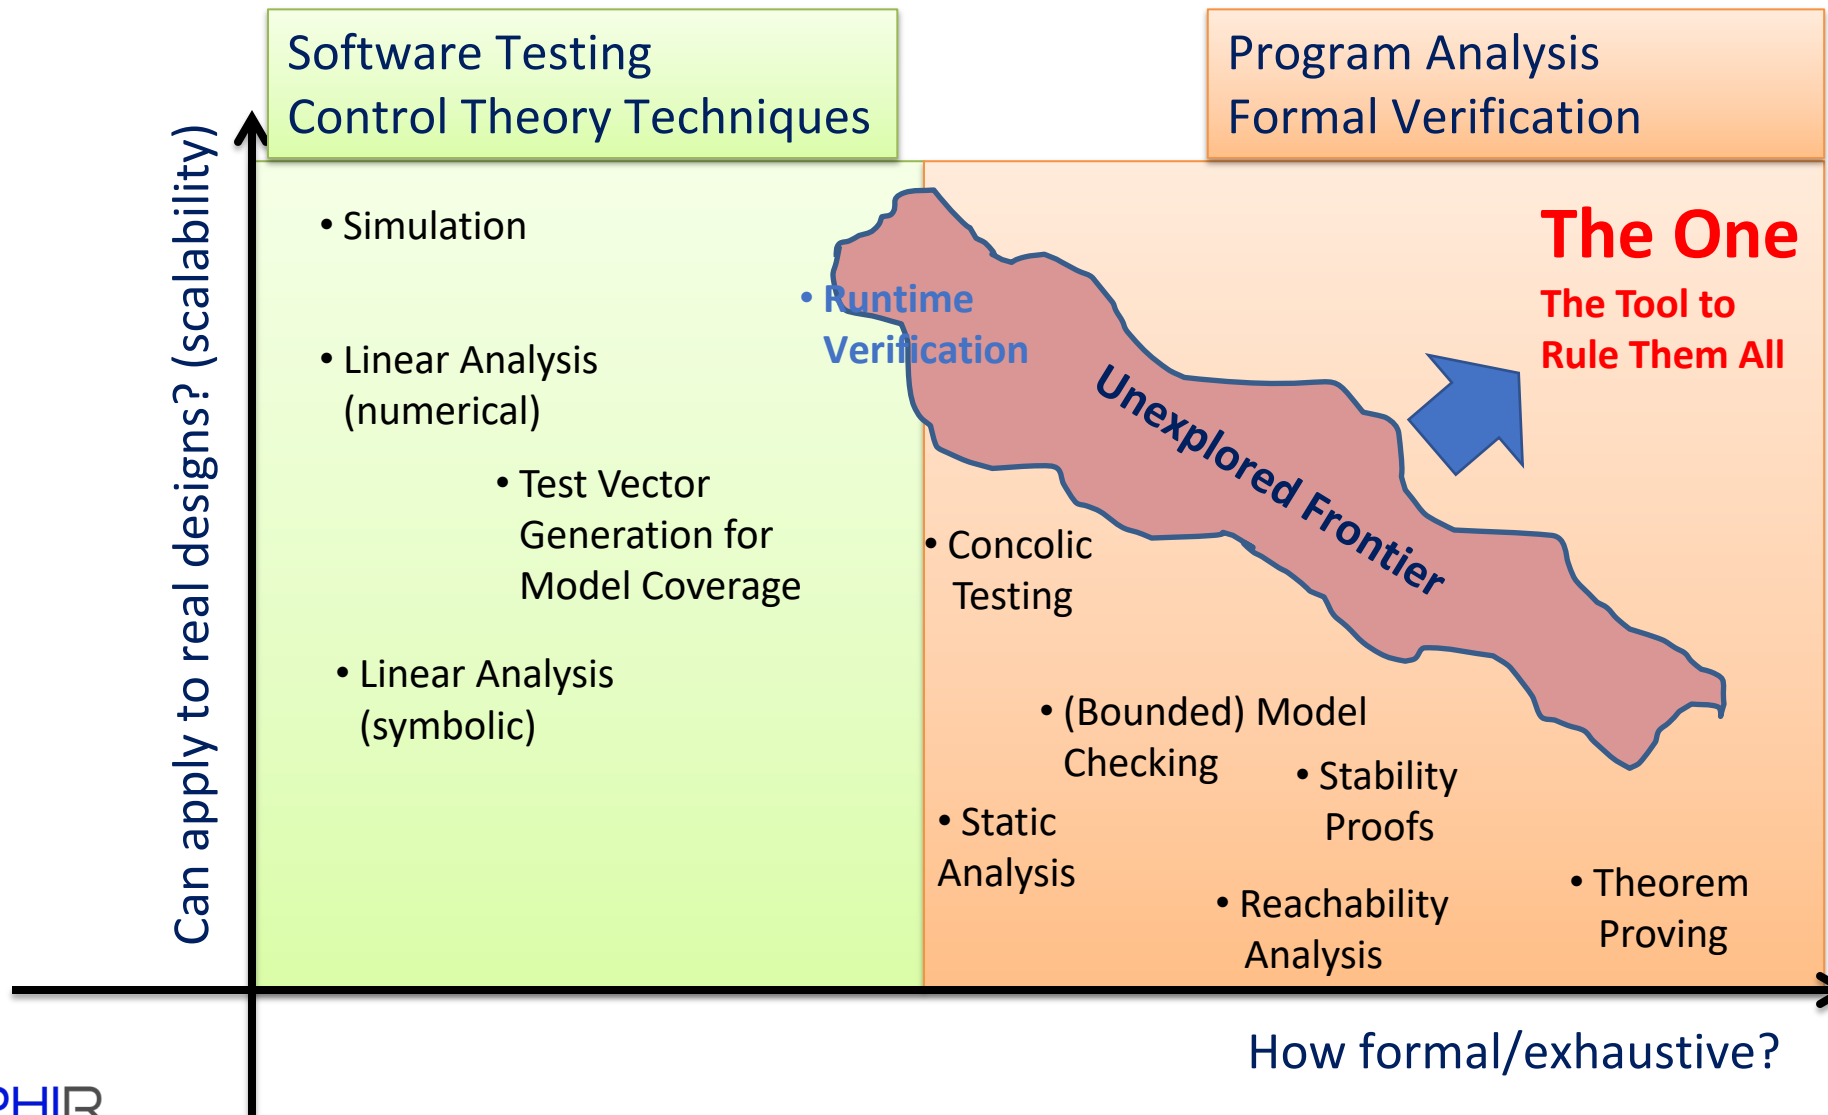 Software Testing
Control Theory Techniques
Program Analysis
Formal Verification
Can apply to real designs? (scalability)
• Simulation
• Linear Analysis
(numerical)
• Test Vector
Generation for
Model Coverage
• Linear Analysis
(symbolic)
• Runtime
Verification
Unexplored Frontier
The One
The Tool to
Rule Them All
• Concolic
Testing
• (Bounded) Model
Checking
• Stability
Proofs
• Static
Analysis
• Reachability
Analysis
• Theorem
Proving
How formal/exhaustive?